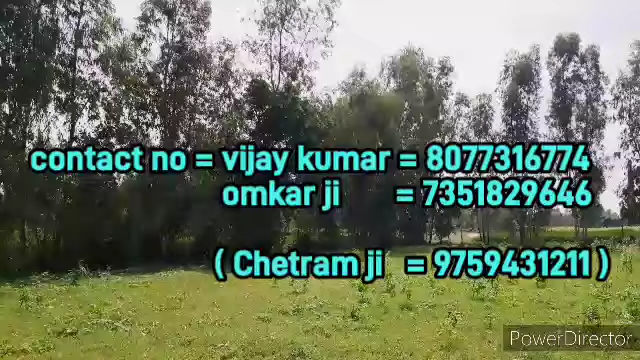 contact no = vijay kumar = 8077316774
omkar ji = 7351829646
( Chetram ji = 9759431211 )
PowerDirector